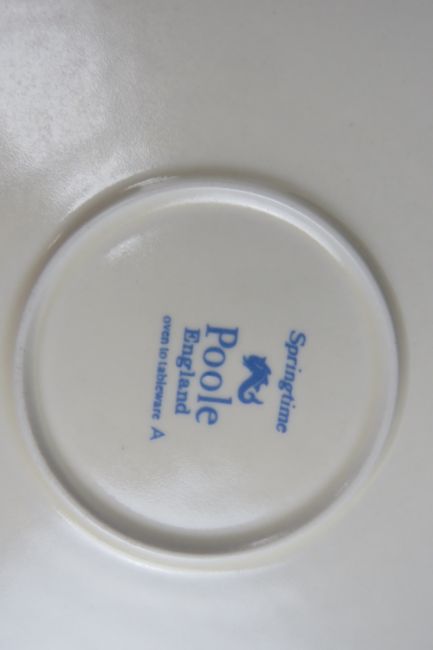 Springtime
Poole
England
oven to tableware A